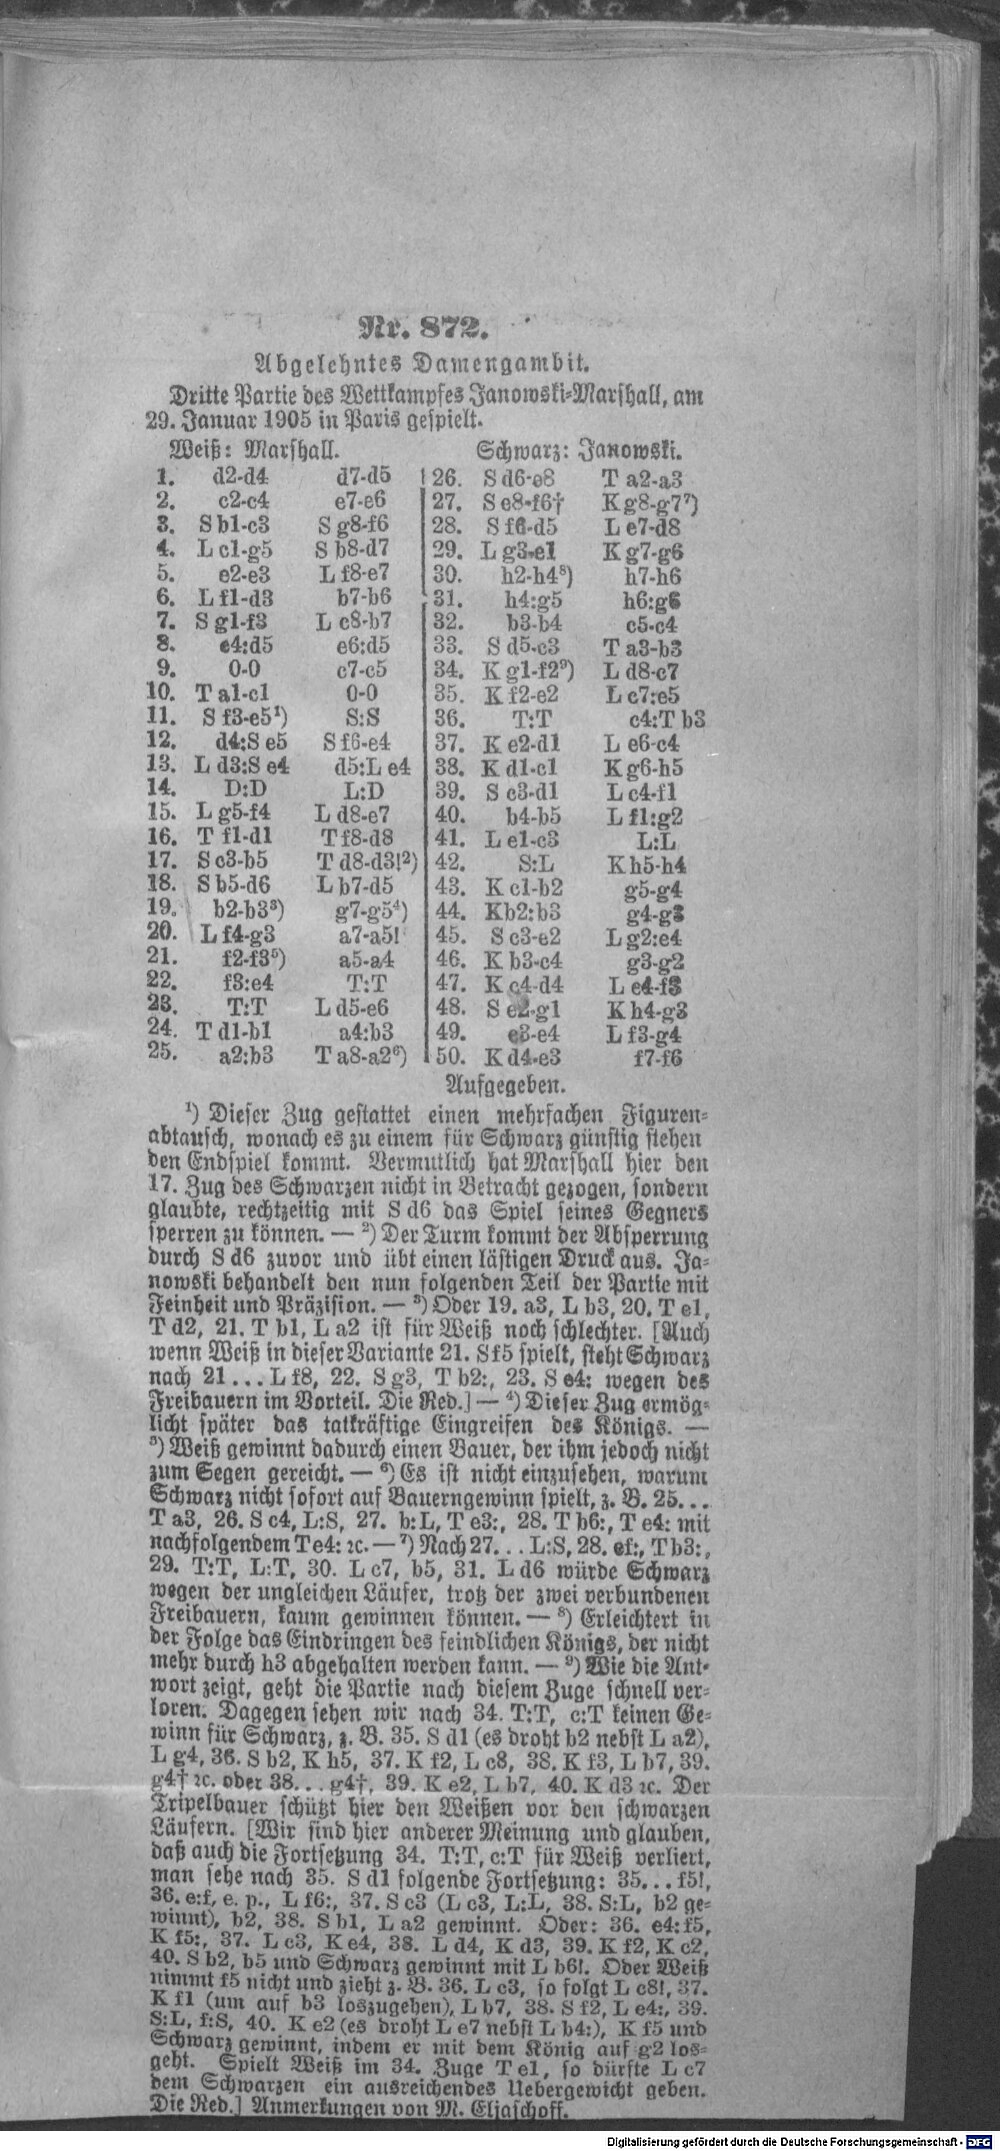 Nr. 872.
Abgelehntes Damengambit.
Dritte Partie des Wettkampfes Janowski-Marshall, am
29. Januar 1905 in Paris gespielt.
Weiß: Marshall. Schwarz: Janowski.
1. d2-d4 d7-d5
2. c2-c4 e7-e6
3. S b1-c3 S g8-f6
4. L c1-g5 S b8-d7
5. e2-e3 L f8-e7
6. L f1-d3 b7-b6
7. S g1-f3 L c8-b7
8. c4:d5 e6:d5
9. 0-0 c7-c5
10. T a1-c1 0-0
11. S f3-e5¹) S:S
12. d4:S e5 S f6-e4
13. L d3:S e4 d5:L e4
14. D:D L:D
15. L g5-f4 L d8-e7
16. T f1-d1 T f8-d8
17. S c3-b5 T d8-d3!²)
18. S b5-d6 L b7-d5
19. b2-b3³) g7-g5⁴)
20. L f4-g3 a7-a5!
21. f2-f3⁵) a5-a4
22. f3:e4 T:T
23. T:T L d5-e6
24. T d1-b1 a4:b3
25. a2:b3 T a8-a2⁶)
26. S d6-e8 T a2-a3
27. S e8-f6† K g8-g7⁷)
28. S f6-d5 L e7-d8
29. L g3-e1 K g7-g6
30. h2-h4⁸) h7-h6
31. h4:g5 h6:g5
32. b3-b4 c5-c4
33. S d5-c3 T a3-b3
34. K g1-f2⁹) L d8-c7
35. K f2-e2 L c7:e5
36. T:T c4:T b3
37. K e2-d1 L e6-c4
38. K d1-c1 K g6-h5
39. S c3-d1 L c4-f1
40. b4-b5 L f1:g2
41. L e1-c3 L:L
42. S:L K h5-h4
43. K c1-b2 g5-g4
44. K b2:b3 g4-g3
45. S c3-e2 L g2:e4
46. K b3-c4 g3-g2
47. K c4-d4 L e4-f3
48. S e2-g1 K h4-g3
49. e3-e4 L f3-g4
50. K d4-e3 f7-f6
Aufgegeben.
¹) Dieser Zug gestattet einen mehrfachen Figuren-
abtausch, wonach es zu einem für Schwarz günstig stehen
den Endspiel kommt. Vermutlich hat Marshall hier den
17. Zug des Schwarzen nicht in Betracht gezogen, sondern
glaubte, rechtzeitig mit S d6 das Spiel seines Gegners
sperren zu können. — ²) Der Turm kommt der Absperrung
durch S d6 zuvor und übt einen lästigen Druck aus. Ja-
nowski behandelt den nun folgenden Teil der Partie mit
Feinheit und Präzision. — ³) Oder 19. a3, L b3, 20. T e1,
T d2, 21. T b1, L a2 ist für Weiß noch schlechter. [Auch
wenn Weiß in dieser Variante 21. S f5 spielt, steht Schwarz
nach 21... L f8, 22. S g3, T b2:, 23. S e4: wegen des
Freibauern im Vorteil. Die Red.] — ⁴) Dieser Zug ermög-
licht später das tatkräftige Eingreifen des Königs. —
⁵) Weiß gewinnt dadurch einen Bauer, der ihm jedoch nicht
zum Segen gereicht. — ⁶) Es ist nicht einzusehen, warum
Schwarz nicht sofort auf Bauerngewinn spielt, z. B. 25...
T a3, 26. S c4, L:S, 27. b:L, T e3:, 28. T b6:, T e4: mit
nachfolgendem T e4: ꝛc. — ⁷) Nach 27... L:S, 28. ef:, T b3:,
29. T:T, L:T, 30. L c7, b5, 31. L d6 würde Schwarz
wegen der ungleichen Läufer, trotz der zwei verbundenen
Freibauern, kaum gewinnen können. — ⁸) Erleichtert in
der Folge das Eindringen des feindlichen Königs, der nicht
mehr durch h3 abgehalten werden kann. — ⁹) Wie die Ant-
wort zeigt, geht die Partie nach diesem Zuge schnell ver-
loren. Dagegen sehen wir nach 34. T:T, c:T keinen Ge-
winn für Schwarz, z. B. 35. S d1 (es droht b2 nebst L a2),
L g4, 36. S b2, K h5, 37. K f2, L c8, 38. K f3, L b7, 39.
g4† ꝛc. oder 38... g4†, 39. K e2, L b7, 40. K d3 ꝛc. Der
Tripelbauer schützt hier den Weißen vor den schwarzen
Läufern. [Wir sind hier anderer Meinung und glauben,
daß auch die Fortsetzung 34. T:T, c:T für Weiß verliert,
man sehe nach 35. S d1 folgende Fortsetzung: 35... f5!,
36. e:f, e. p., L f6:, 37. S c3 (L c3, L:L, 38. S:L, b2 ge-
winnt), b2, 38. S b1, L a2 gewinnt. Oder: 36. e4:f5,
K f5:, 37. L c3, K e4, 38. L d4, K d3, 39. K f2, K c2,
40. S b2, b5 und Schwarz gewinnt mit L b6!. Oder Weiß
nimmt f5 nicht und zieht z. B. 36. L c3, so folgt L c8!, 37.
K f1 (um auf b3 loszugehen), L b7, 38. S f2, L e4:, 39.
S:L, f:S, 40. K e2 (es droht L e7 nebst L b4:), K f5 und
Schwarz gewinnt, indem er mit dem König auf g2 los-
geht. Spielt Weiß im 34. Zuge T e1, so dürfte L c7
dem Schwarzen ein ausreichendes Uebergewicht geben.
Die Red.] Anmerkungen von M. Eljaschoff.
Digitalisierung gefördert durch die Deutsche Forschungsgemeinschaft - DFG